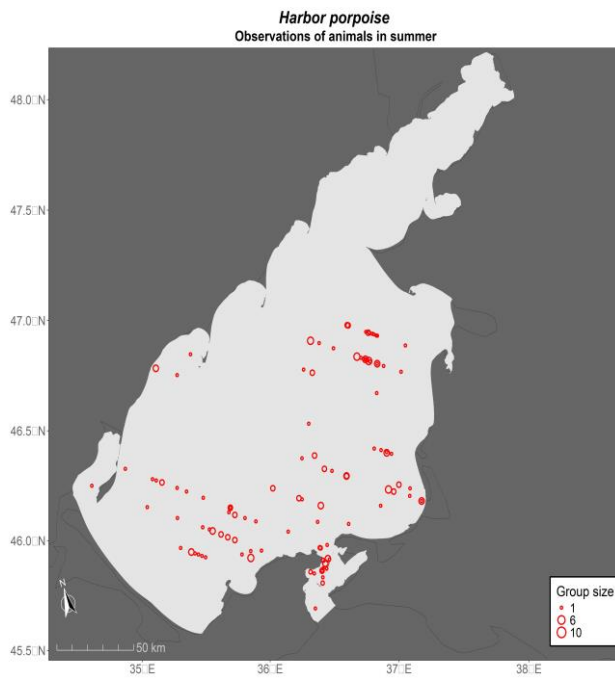 Harbor porpoise
Observations of animals in summer
48.0□N
47.5□N
47.0□N
46.5□N
46.0□N
45.5□N
N
50 km
Group size
1
6
10
35□E
36□E
37□E
38□E